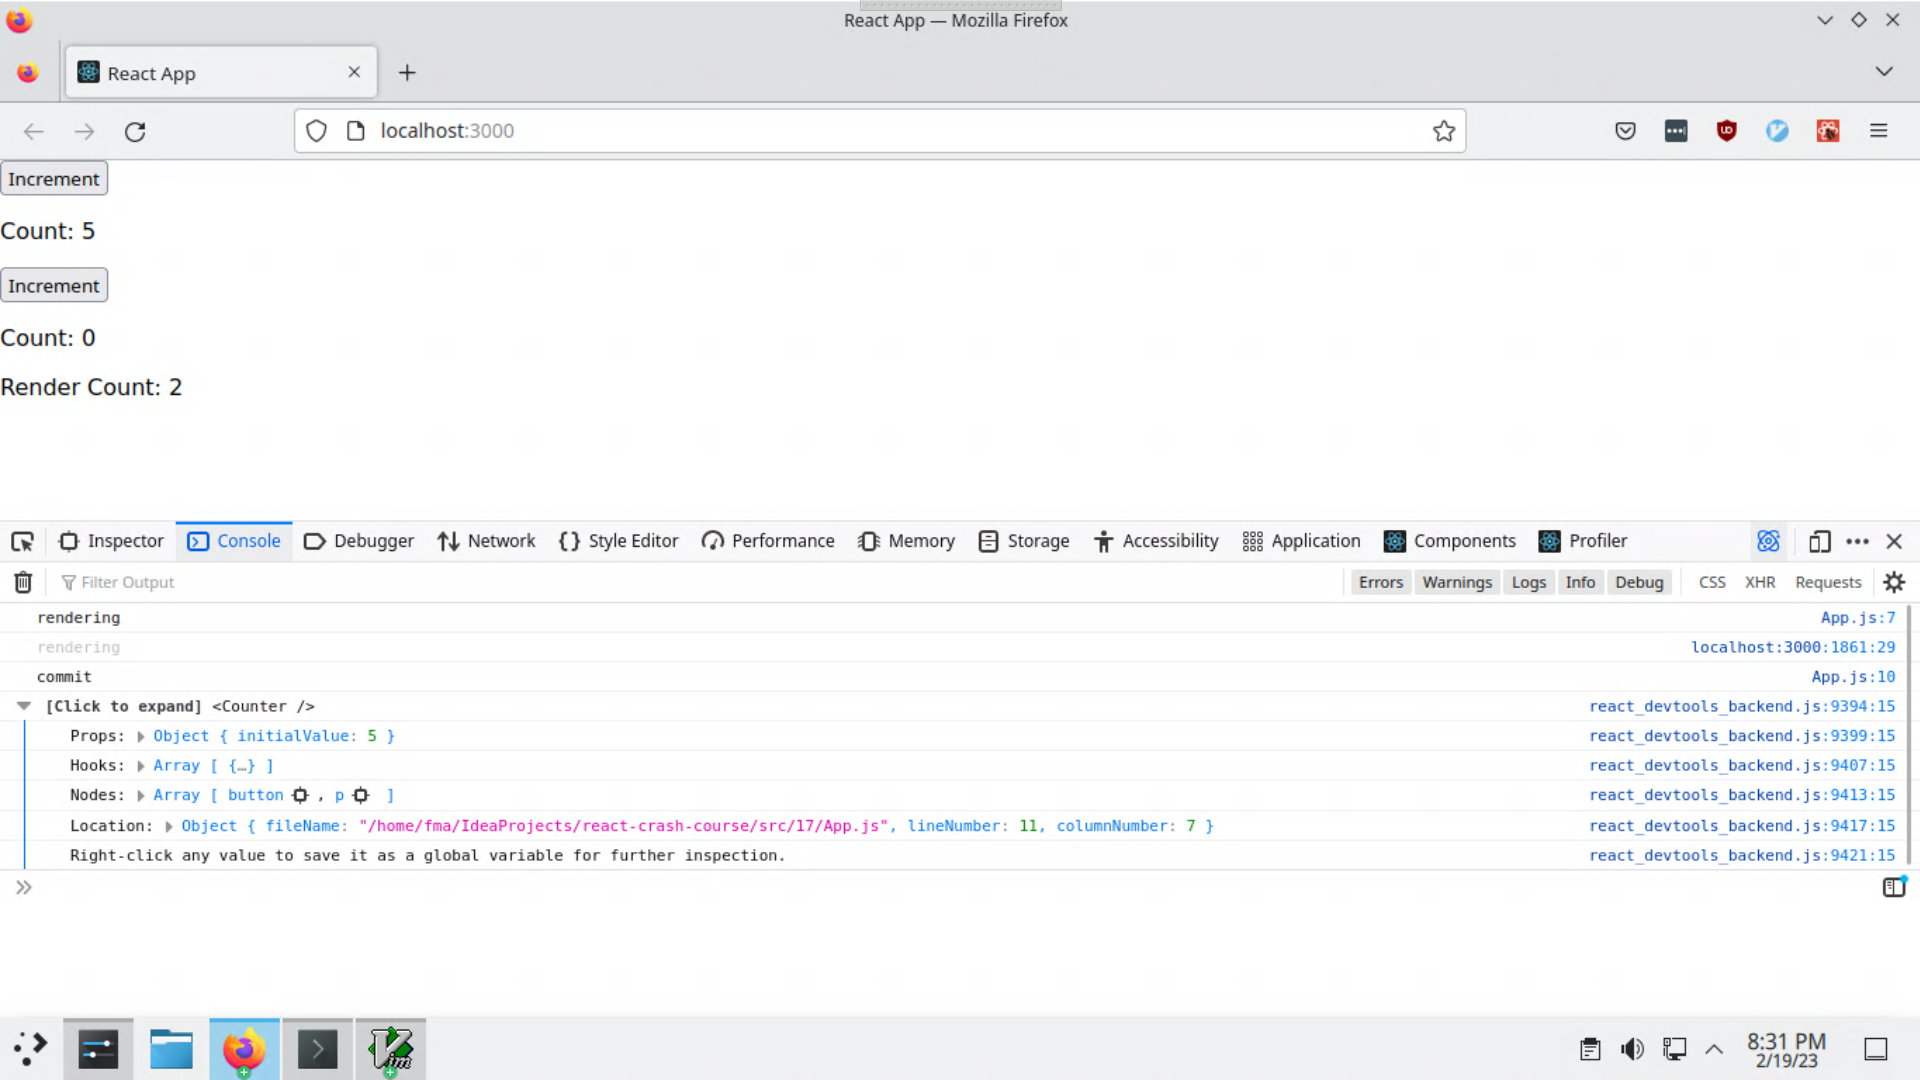 React App — Mozilla Firefox
React App
localhost:3000
Increment
Count: 5
Increment
Count: 0
Render Count: 2
Inspector Console Debugger Network Style Editor Performance Memory Storage Accessibility Application Components Profiler
Filter Output Errors Warnings Logs Info Debug CSS XHR Requests
rendering App.js:7
rendering localhost:3000:1861:29
commit App.js:10
[Click to expand] <Counter /> react_devtools_backend.js:9394:15
Props: Object { initialValue: 5 } react_devtools_backend.js:9399:15
Hooks: Array [ {…} ] react_devtools_backend.js:9407:15
Nodes: Array [ button , p ] react_devtools_backend.js:9413:15
Location: Object { fileName: "/home/fma/IdeaProjects/react-crash-course/src/17/App.js", lineNumber: 11, columnNumber: 7 } react_devtools_backend.js:9417:15
Right-click any value to save it as a global variable for further inspection. react_devtools_backend.js:9421:15
8:31 PM
2/19/23